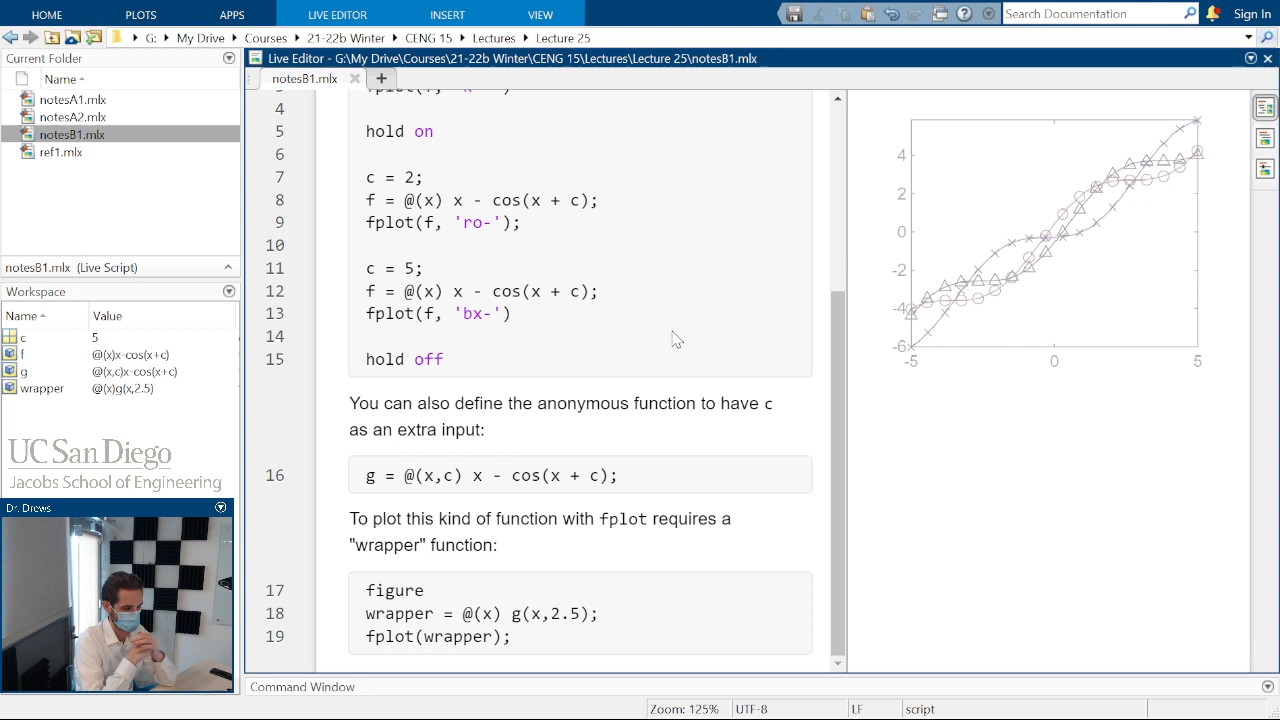 HOME PLOTS APPS LIVE EDITOR INSERT VIEW Search Documentation Sign In
G: ▸ My Drive ▸ Courses ▸ 21-22b Winter ▸ CENG 15 ▸ Lectures ▸ Lecture 25
Current Folder
Name
notesA1.mlx
notesA2.mlx
notesB1.mlx
ref1.mlx
notesB1.mlx (Live Script)
Workspace
Name Value
c 5
f @(x)x-cos(x+c)
g @(x,c)x-cos(x+c)
wrapper @(x)g(x,2.5)
UC San Diego
Jacobs School of Engineering
Dr. Drews
Live Editor - G:\My Drive\Courses\21-22b Winter\CENG 15\Lectures\Lecture 25\notesB1.mlx
notesB1.mlx
4
5 hold on
6
7 c = 2;
8 f = @(x) x - cos(x + c);
9 fplot(f, 'ro-');
10
11 c = 5;
12 f = @(x) x - cos(x + c);
13 fplot(f, 'bx-')
14
15 hold off
You can also define the anonymous function to have c
as an extra input:
16 g = @(x,c) x - cos(x + c);
To plot this kind of function with fplot requires a
"wrapper" function:
17 figure
18 wrapper = @(x) g(x,2.5);
19 fplot(wrapper);
4
2
0
-2
-4
-6
-5 0 5
Command Window
Zoom: 125% UTF-8 LF script